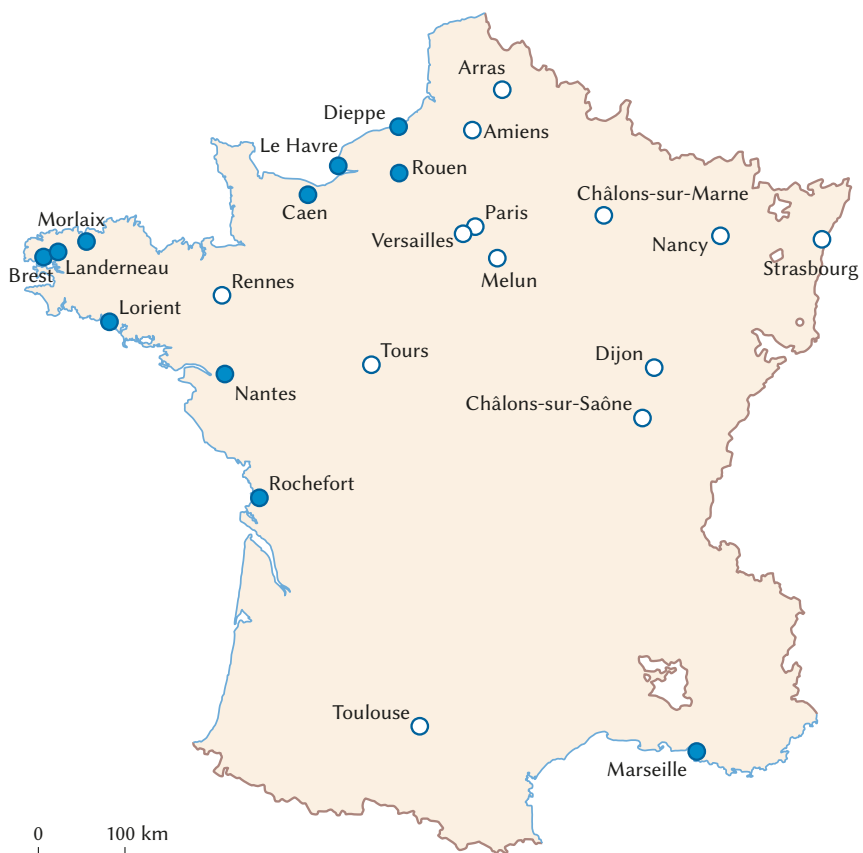 Arras
Dieppe
Amiens
Le Havre
Rouen
Châlons-sur-Marne
Caen
Paris
Morlaix
Versailles
Nancy
Strasbourg
Landerneau
Brest
Melun
Rennes
Lorient
Tours
Dijon
Nantes
Châlons-sur-Saône
Rochefort
Toulouse
Marseille
0 100 km